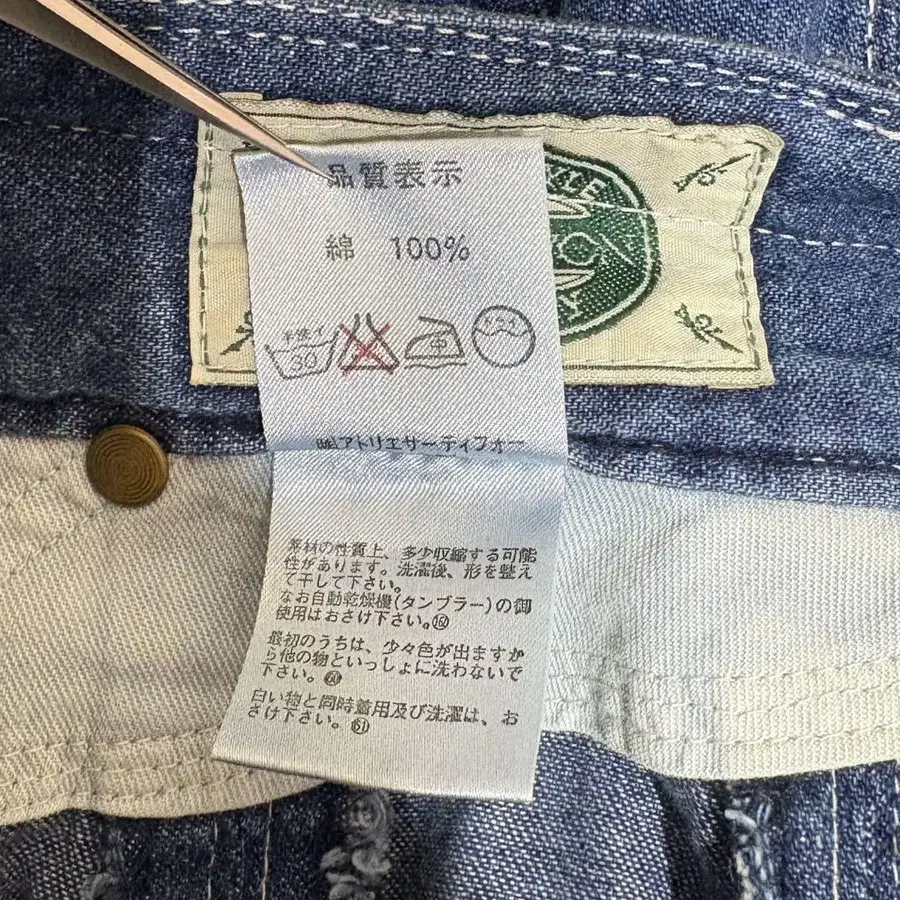 品質表示
綿 100%
手洗イ
30
中
㈱アトリエサーティフォー
素材の性質上、多少収縮する可能
性があります。洗濯後、形を整え
て干して下さい。
なお自動乾燥機(タンブラー)の御
使用はおさけ下さい。
最初のうちは、少々色が出ますか
ら他の物といっしょに洗わないで
下さい。
白い物と同時着用及び洗濯は、お
さけ下さい。